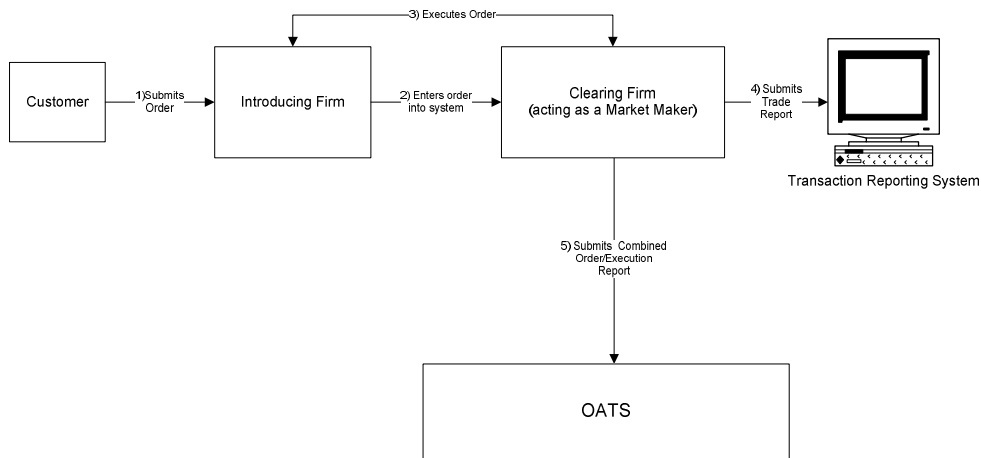 3) Executes Order
Customer
1)Submits
Order
Introducing Firm
2) Enters order
into system
Clearing Firm
(acting as a Market Maker)
4) Submits
Trade
Report
Transaction Reporting System
5) Submits Combined
Order/Execution
Report
OATS